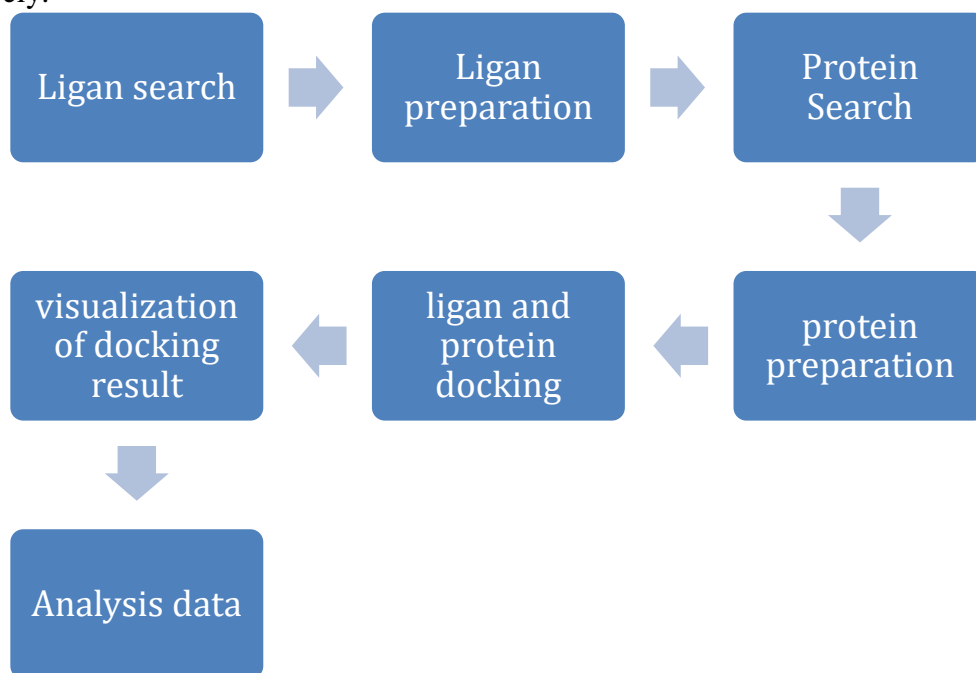 Ligan search
Ligan
preparation
Protein
Search
protein
preparation
ligan and
protein
docking
visualization
of docking
result
Analysis data